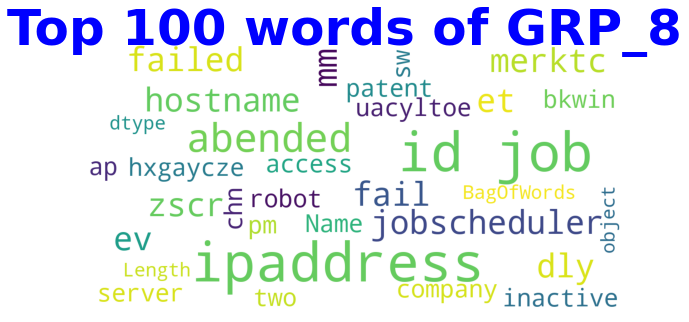 Top 100 words of GRP_8
failed
mm
sw
merktc
hostname
patent
uacyltoe
et
bkwin
dtype
abended
id job
ap
hxgaycze
access
zscr
chn
robot
fail
BagOfWords
object
pm
Name
jobscheduler
ev
ipaddress
Length
dly
server
two
company
inactive